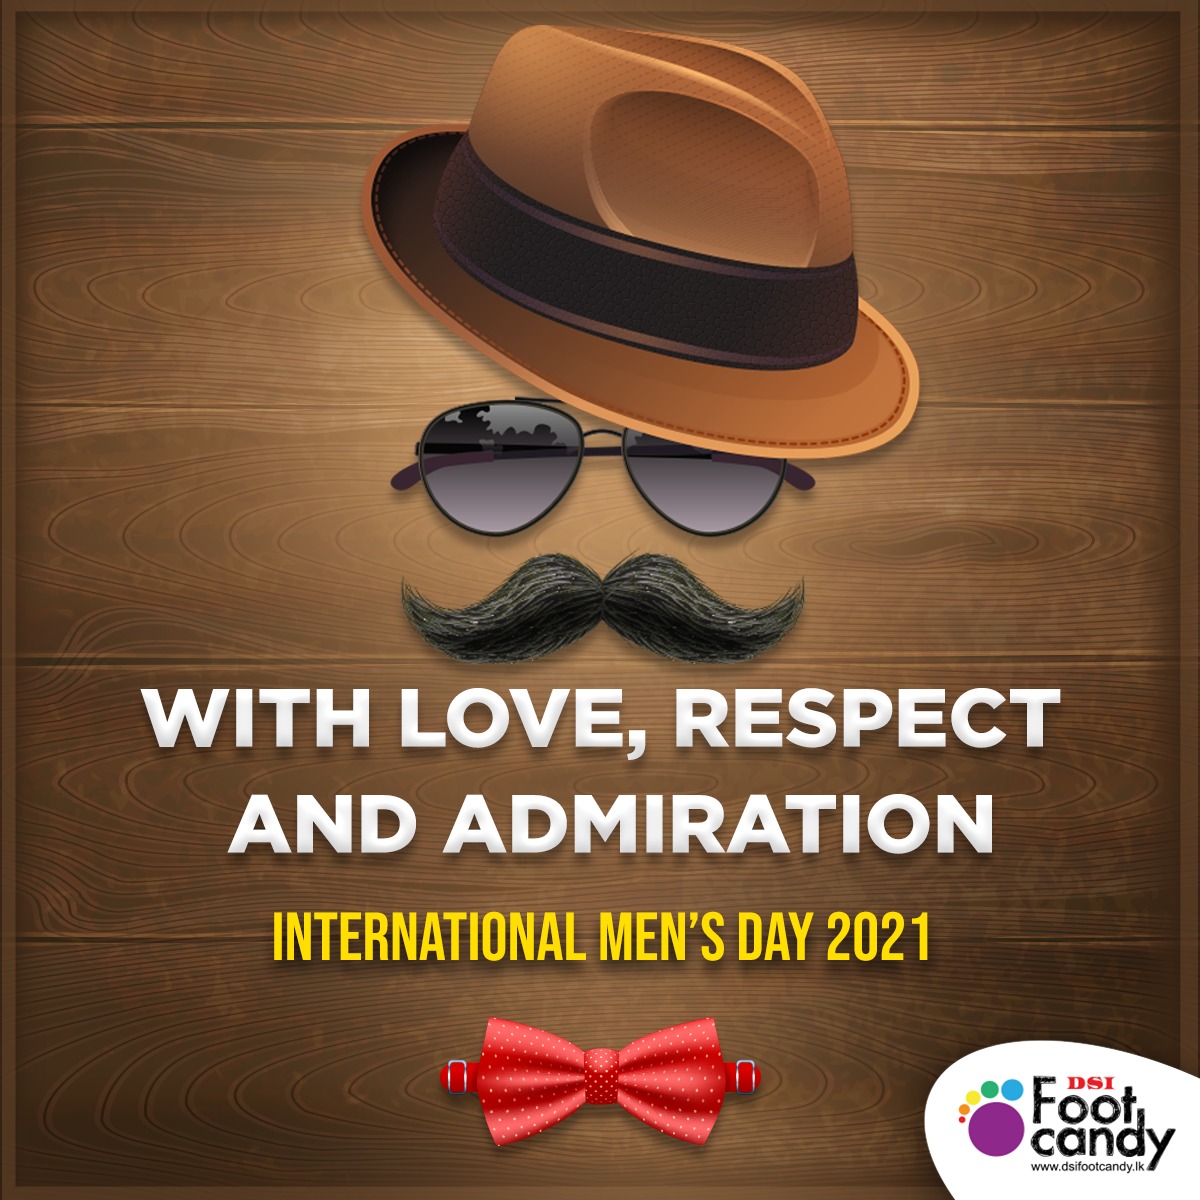 WITH LOVE, RESPECT
AND ADMIRATION
INTERNATIONAL MEN’S DAY 2021
DSI
Foot
candy
www.dsifootcandy.lk